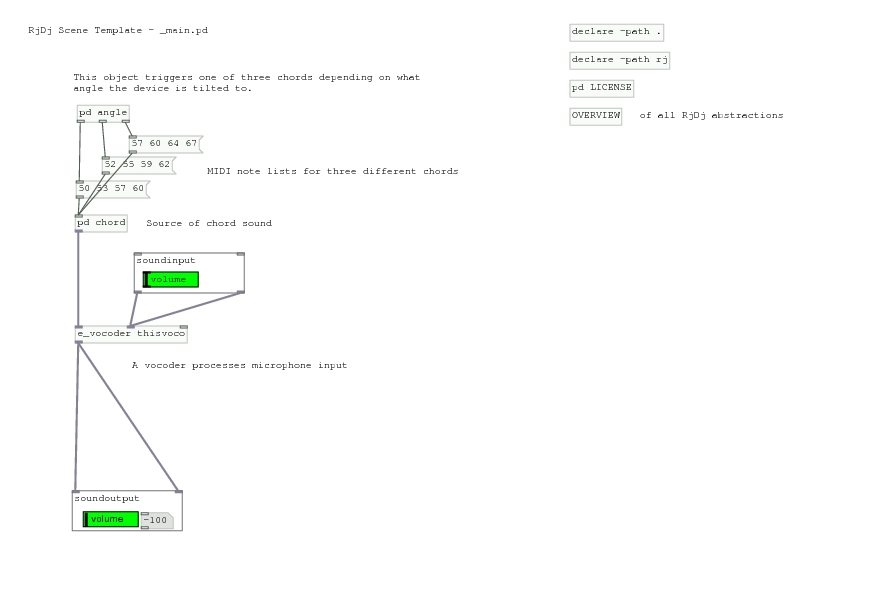 RjDj Scene Template - _main.pd
declare -path .
declare -path rj
pd LICENSE
OVERVIEW
of all RjDj abstractions
This object triggers one of three chords depending on what
angle the device is tilted to.
pd angle
57 60 64 67
52 55 59 62
MIDI note lists for three different chords
50 53 57 60
pd chord
Source of chord sound
soundinput
volume
e_vocoder thisvoco
A vocoder processes microphone input
soundoutput
volume
-100